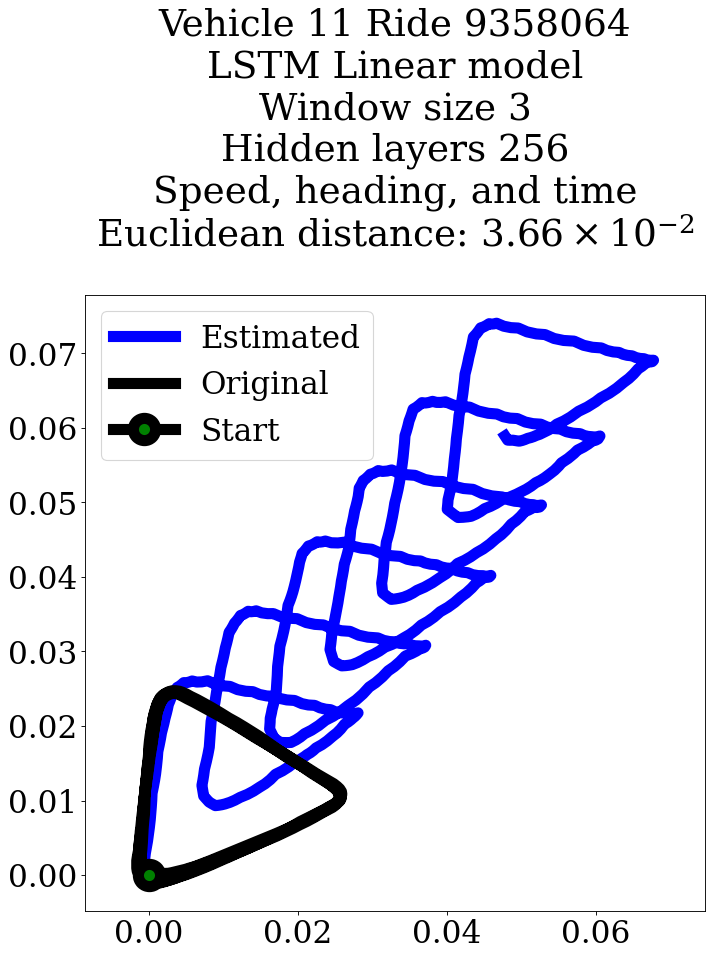 Vehicle 11 Ride 9358064
LSTM Linear model
Window size 3
Hidden layers 256
Speed, heading, and time
Euclidean distance: 3.66 × 10⁻²
Estimated
Original
Start
0.07
0.06
0.05
0.04
0.03
0.02
0.01
0.00
0.00 0.02 0.04 0.06